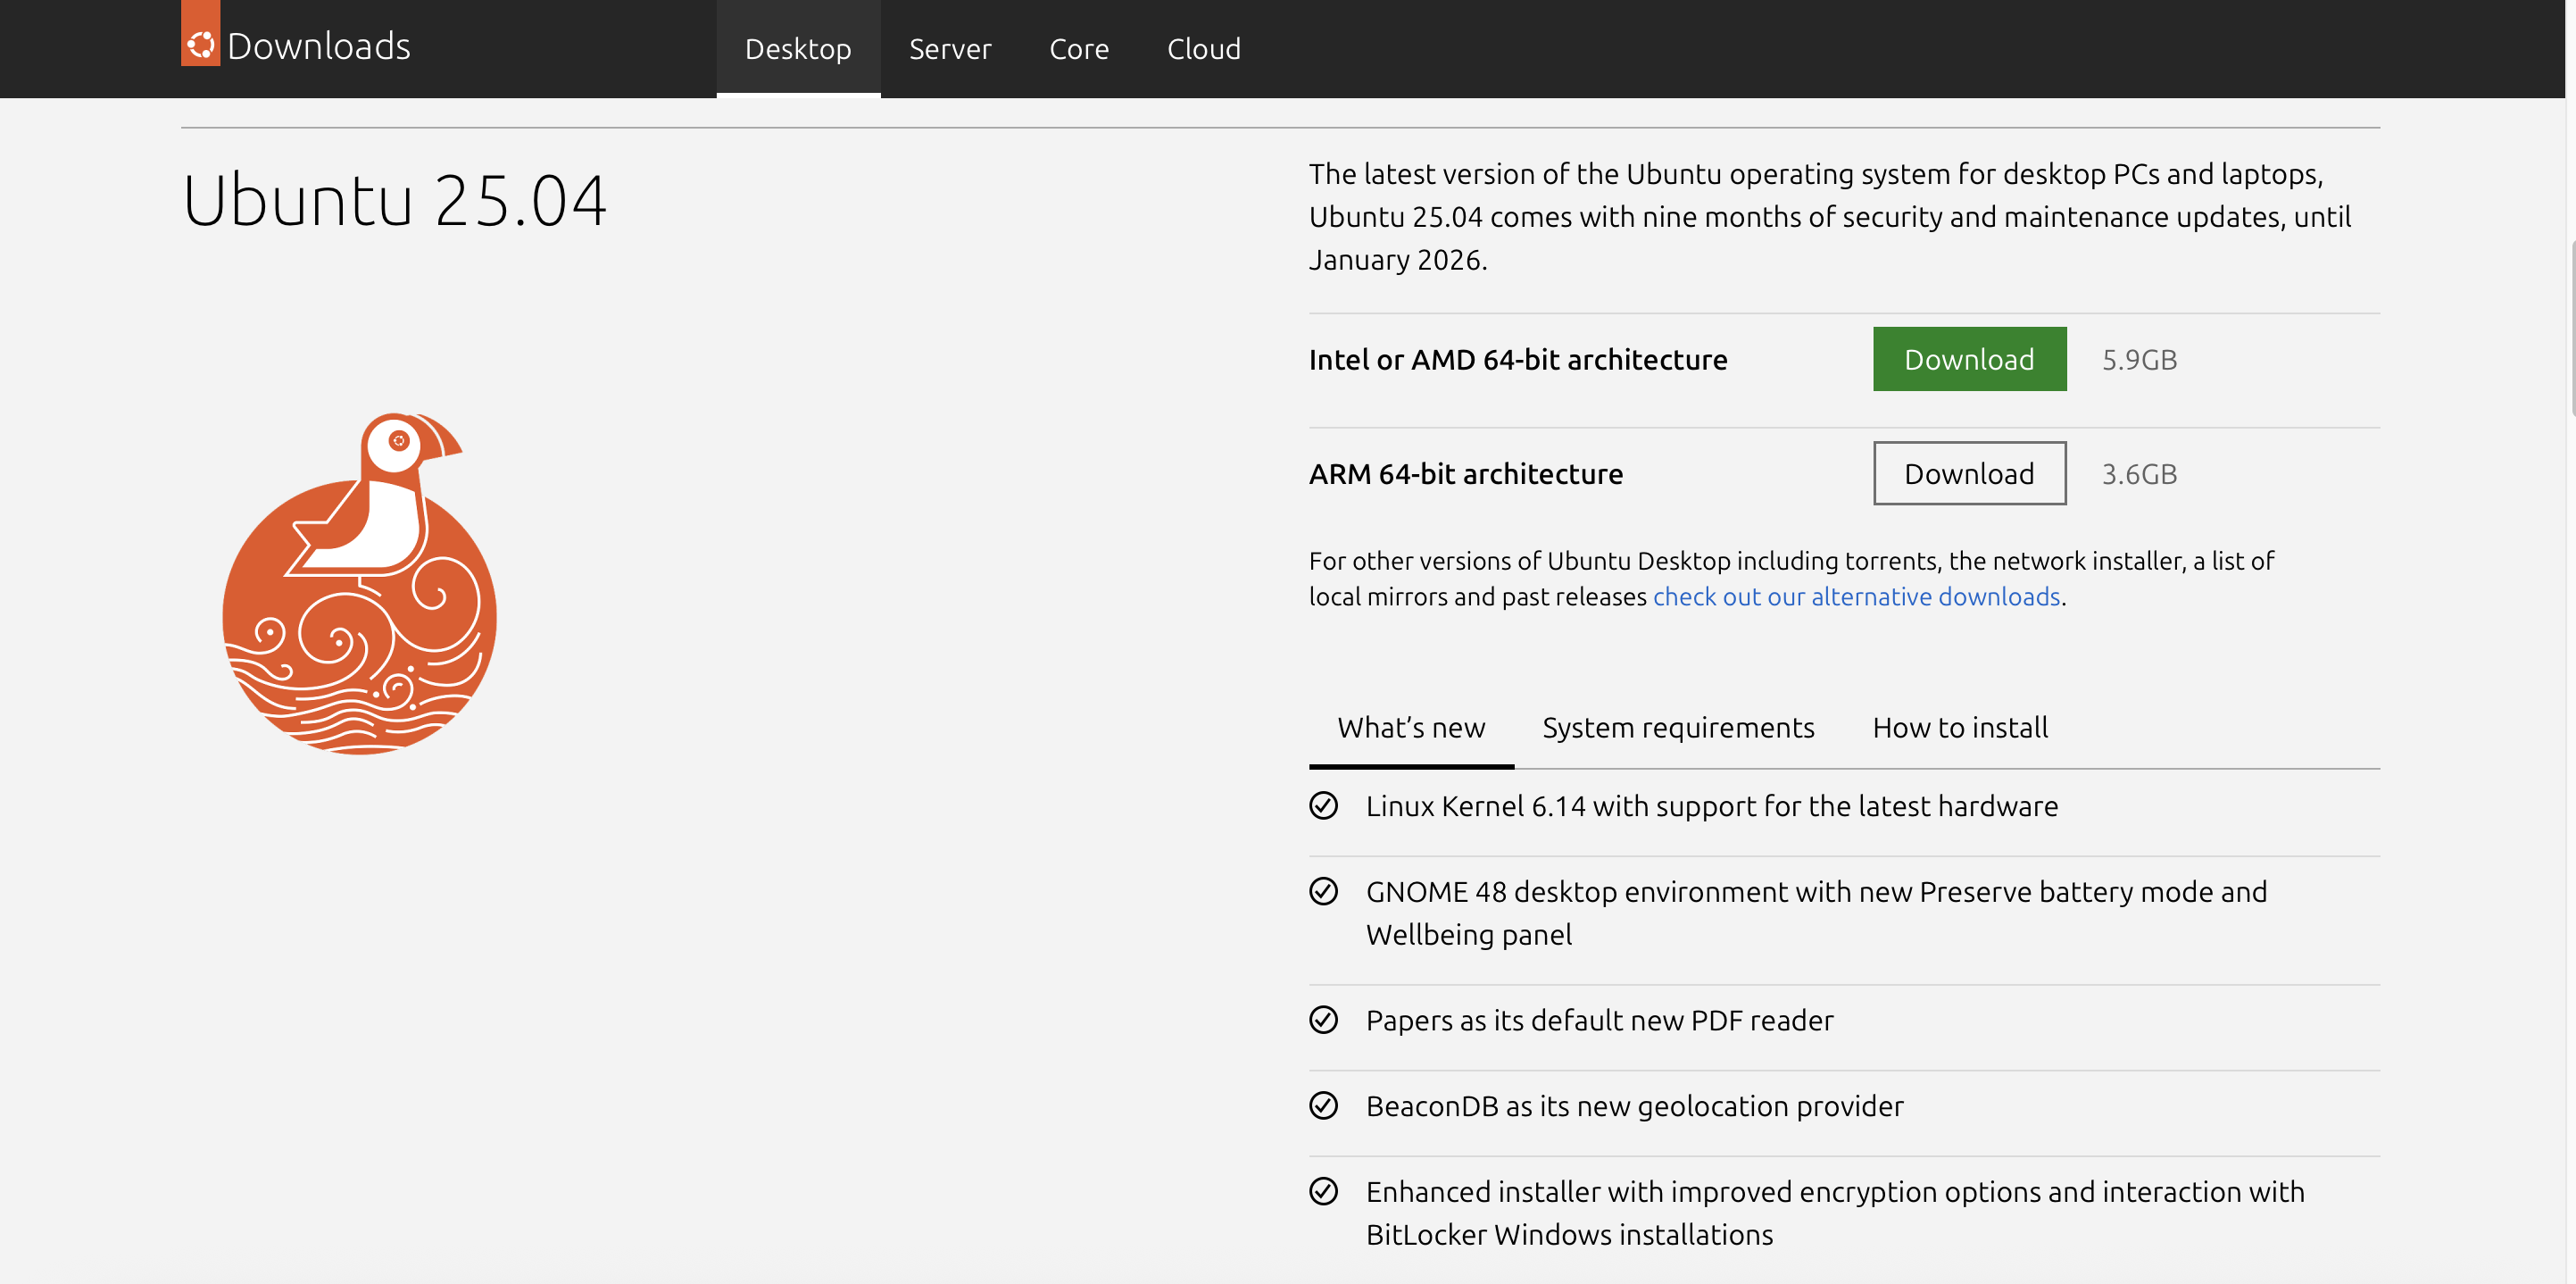 Downloads
Desktop
Server
Core
Cloud
Ubuntu 25.04
The latest version of the Ubuntu operating system for desktop PCs and laptops,
Ubuntu 25.04 comes with nine months of security and maintenance updates, until
January 2026.
Intel or AMD 64-bit architecture
Download
5.9GB
ARM 64-bit architecture
Download
3.6GB
For other versions of Ubuntu Desktop including torrents, the network installer, a list of
local mirrors and past releases check out our alternative downloads.
What’s new
System requirements
How to install
Linux Kernel 6.14 with support for the latest hardware
GNOME 48 desktop environment with new Preserve battery mode and
Wellbeing panel
Papers as its default new PDF reader
BeaconDB as its new geolocation provider
Enhanced installer with improved encryption options and interaction with
BitLocker Windows installations